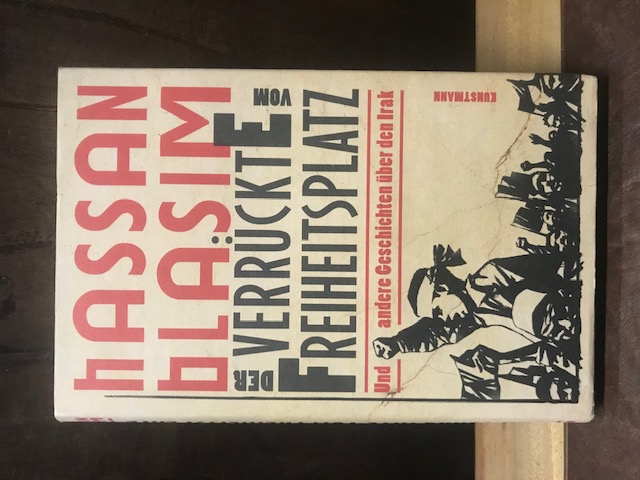 hASSAN
bLASIM
DER VERRÜCKTE VOM
FREIHEITSPLATZ
Und andere Geschichten über den Irak
KUNSTMANN